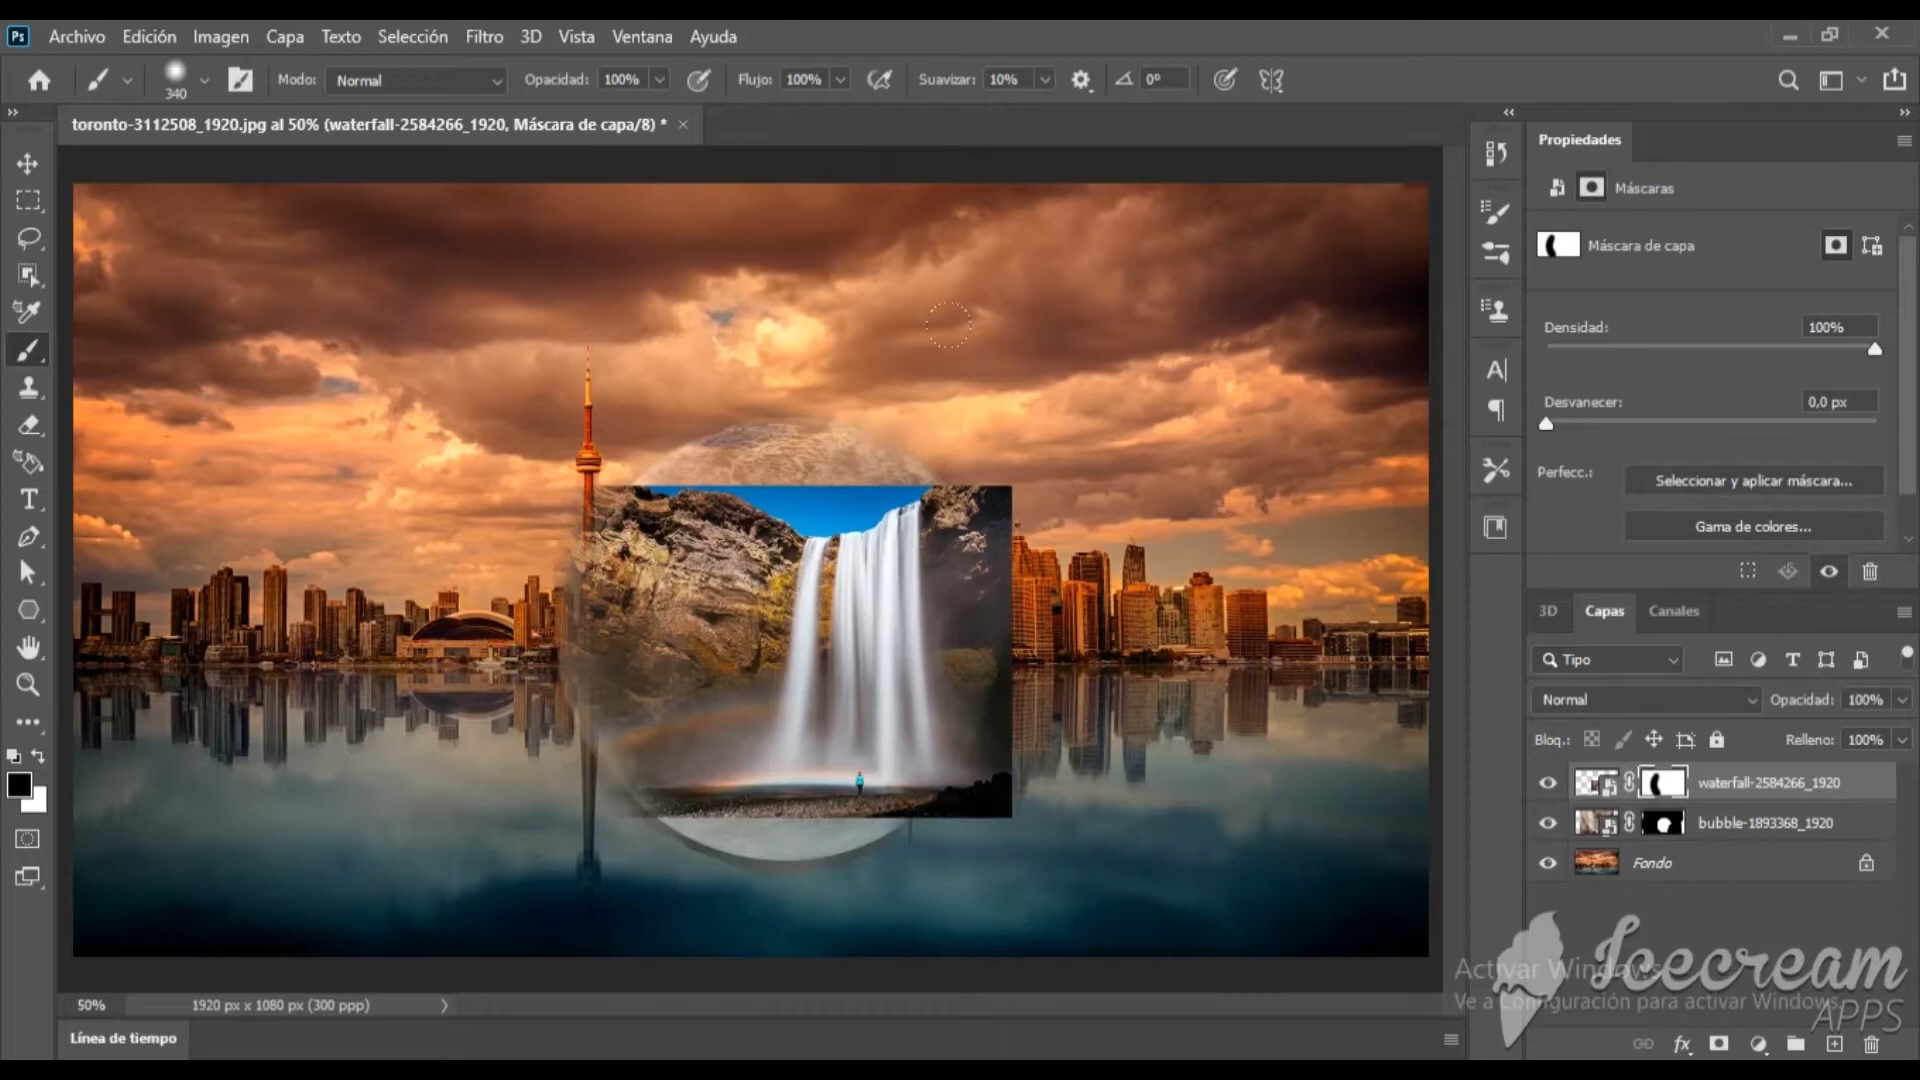 Ps Archivo Edición Imagen Capa Texto Selección Filtro 3D Vista Ventana Ayuda
340 Modo: Normal Opacidad: 100% Flujo: 100% Suavizar: 10% 0°
toronto-3112508_1920.jpg al 50% (waterfall-2584266_1920, Máscara de capa/8) *
Propiedades
Máscaras
Máscara de capa
Densidad: 100%
Desvanecer: 0,0 px
Perfecc.: Seleccionar y aplicar máscara...
Gama de colores...
3D Capas Canales
Tipo
Normal Opacidad: 100%
Bloq.: Relleno: 100%
waterfall-2584266_1920
bubble-1893368_1920
Fondo
Icecream
APPS
Activar Windows
Ve a Configuración para activar Windows.
50% 1920 px x 1080 px (300 ppp)
Línea de tiempo
fx